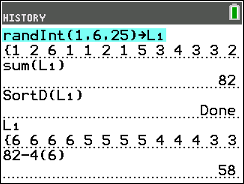 HISTORY
randInt(1,6,25)→L₁
{1 2 6 1 1 2 1 5 3 4 3 3 2
sum(L₁)
82
SortD(L₁)
Done
L₁
{6 6 6 6 5 5 5 5 4 4 4 3 3
82-4(6)
58